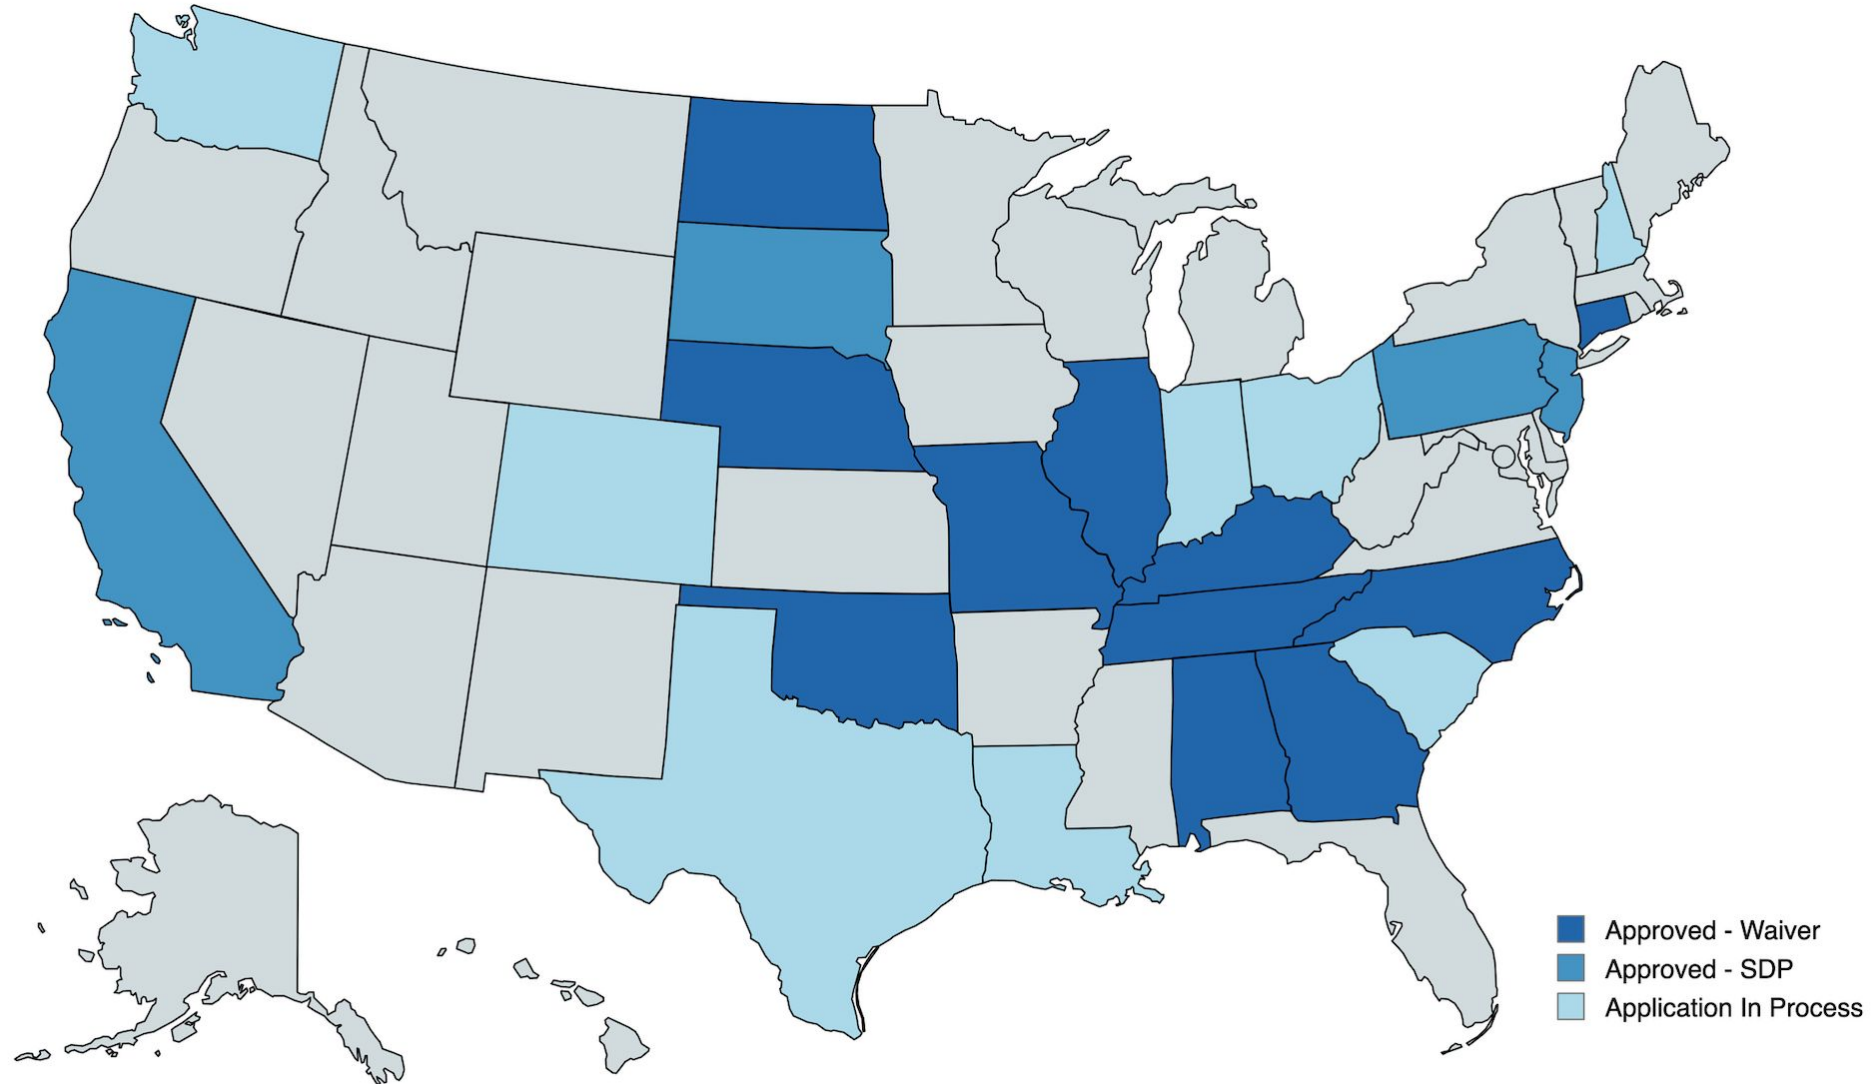 Approved - Waiver
Approved - SDP
Application In Process